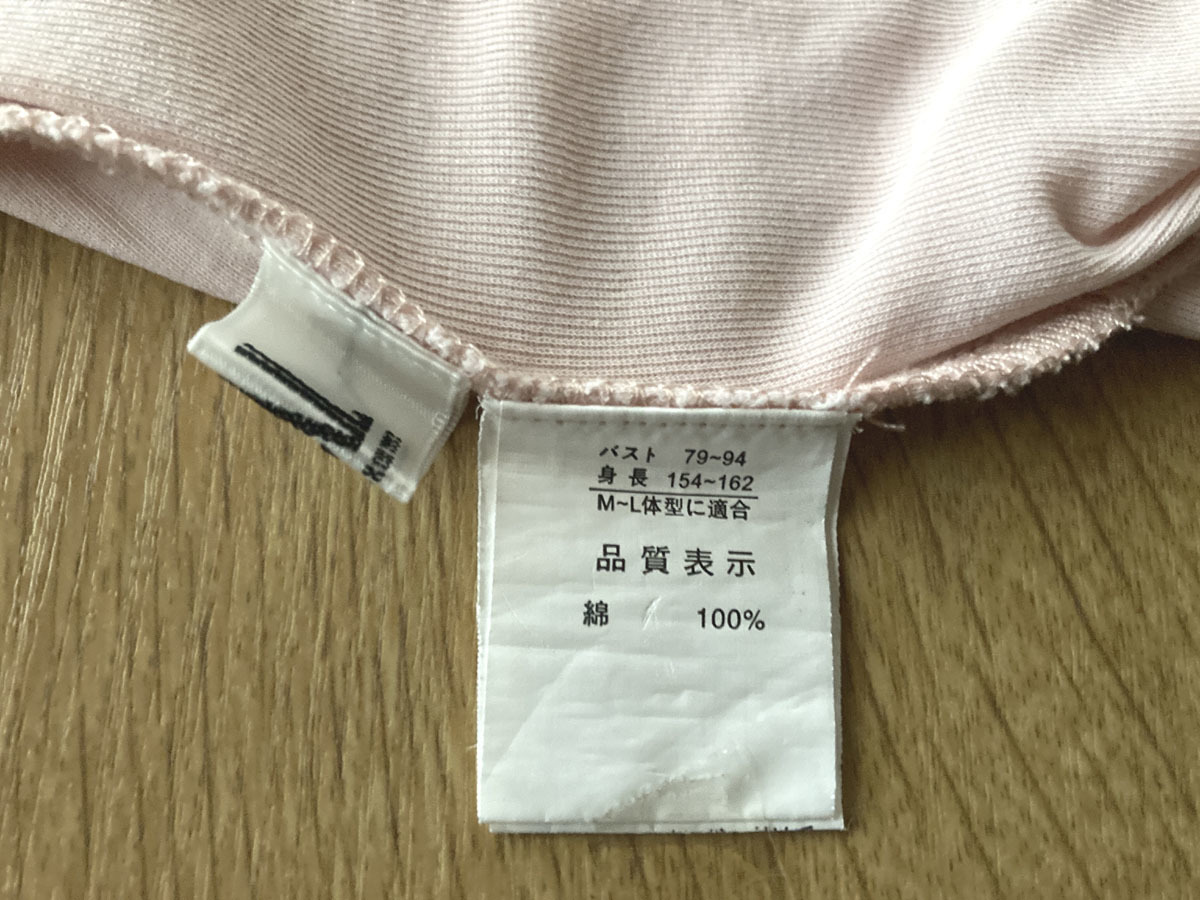 バスト 79~94
身長 154~162
M~L体型に適合
品質表示
綿 100%